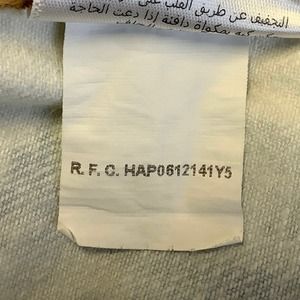 التجفيف عن طريق القلب على
بمكواة دافئة إذا دعت الحاجة
R. F. C. HAP0612141Y5